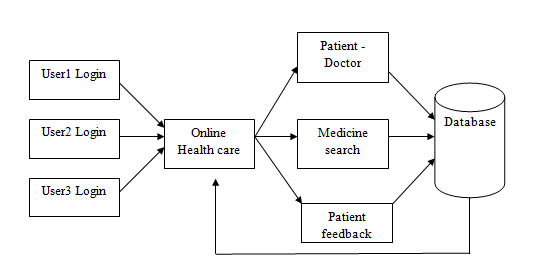 User1 Login
User2 Login
User3 Login
Online
Health care
Patient -
Doctor
Medicine
search
Patient
feedback
Database